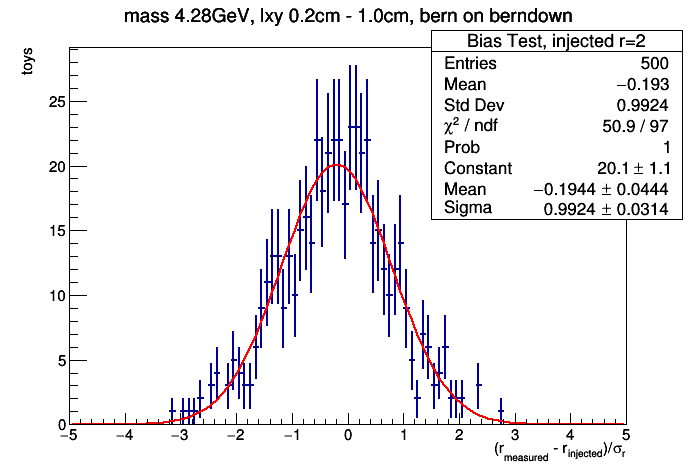 mass 4.28GeV, lxy 0.2cm - 1.0cm, bern on berndown
Bias Test, injected r=2
Entries 500
Mean −0.193
Std Dev 0.9924
χ² / ndf 50.9 / 97
Prob 1
Constant 20.1 ± 1.1
Mean −0.1944 ± 0.0444
Sigma 0.9924 ± 0.0314
toys
25
20
15
10
5
0
−5 −4 −3 −2 −1 0 1 2 3 4 5
(r_measured - r_injected)/σ_r